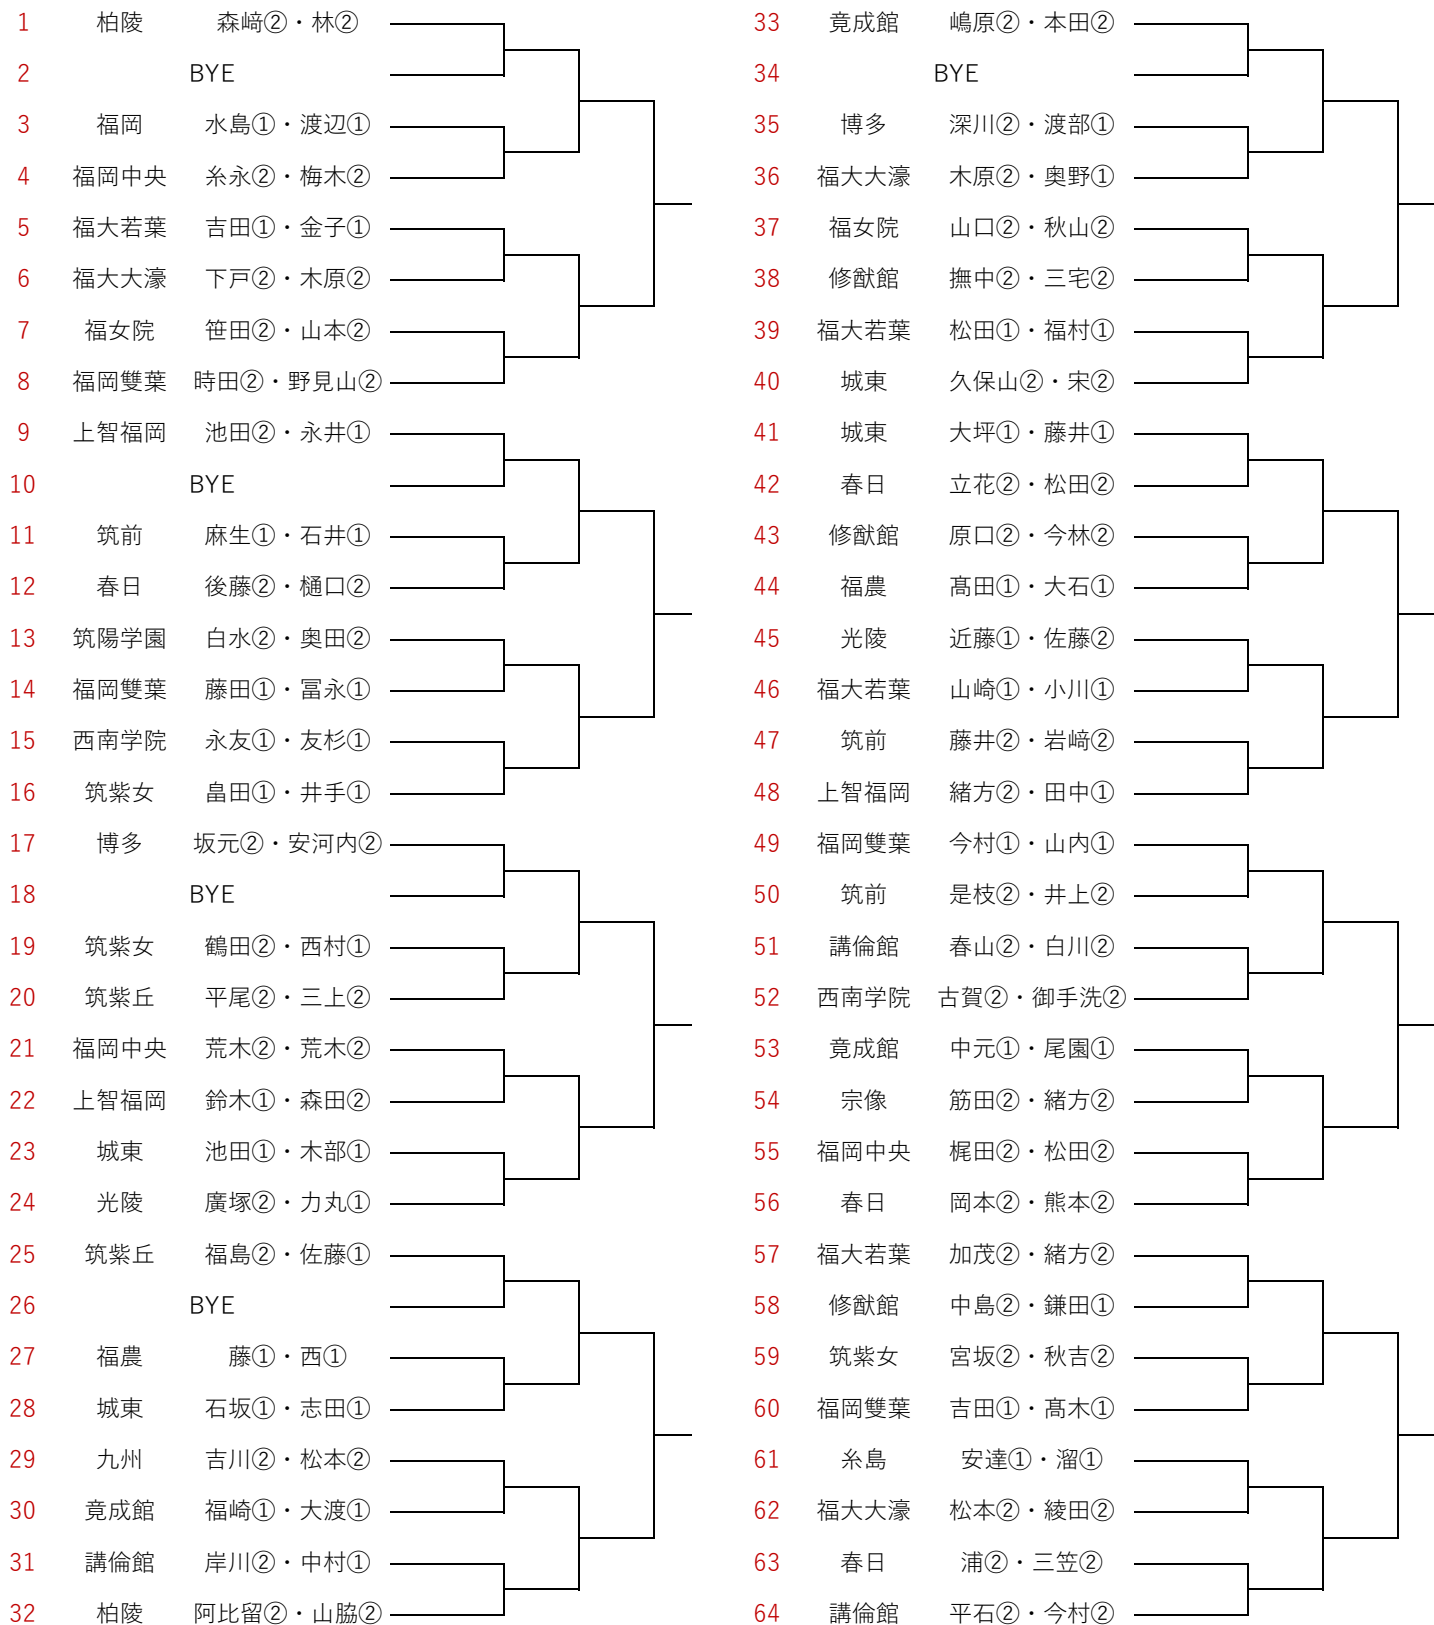 1 柏陵 森﨑②・林②
2 BYE
3 福岡 水島①・渡辺①
4 福岡中央 糸永②・梅木②
5 福大若葉 吉田①・金子①
6 福大大濠 下戸②・木原②
7 福女院 笹田②・山本②
8 福岡雙葉 時田②・野見山②
9 上智福岡 池田②・永井①
10 BYE
11 筑前 麻生①・石井①
12 春日 後藤②・樋口②
13 筑陽学園 白水②・奥田②
14 福岡雙葉 藤田①・冨永①
15 西南学院 永友①・友杉①
16 筑紫女 畠田①・井手①
17 博多 坂元②・安河内②
18 BYE
19 筑紫女 鶴田②・西村①
20 筑紫丘 平尾②・三上②
21 福岡中央 荒木②・荒木②
22 上智福岡 鈴木①・森田②
23 城東 池田①・木部①
24 光陵 廣塚②・力丸①
25 筑紫丘 福島②・佐藤①
26 BYE
27 福農 藤①・西①
28 城東 石坂①・志田①
29 九州 吉川②・松本②
30 竟成館 福崎①・大渡①
31 講倫館 岸川②・中村①
32 柏陵 阿比留②・山脇②
33 竟成館 嶋原②・本田②
34 BYE
35 博多 深川②・渡部①
36 福大大濠 木原②・奥野①
37 福女院 山口②・秋山②
38 修猷館 撫中②・三宅②
39 福大若葉 松田①・福村①
40 城東 久保山②・宋②
41 城東 大坪①・藤井①
42 春日 立花②・松田②
43 修猷館 原口②・今林②
44 福農 髙田①・大石①
45 光陵 近藤①・佐藤②
46 福大若葉 山崎①・小川①
47 筑前 藤井②・岩﨑②
48 上智福岡 緒方②・田中①
49 福岡雙葉 今村①・山内①
50 筑前 是枝②・井上②
51 講倫館 春山②・白川②
52 西南学院 古賀②・御手洗②
53 竟成館 中元①・尾園①
54 宗像 筋田②・緒方②
55 福岡中央 梶田②・松田②
56 春日 岡本②・熊本②
57 福大若葉 加茂②・緒方②
58 修猷館 中島②・鎌田①
59 筑紫女 宮坂②・秋吉②
60 福岡雙葉 吉田①・髙木①
61 糸島 安達①・溜①
62 福大大濠 松本②・綾田②
63 春日 浦②・三笠②
64 講倫館 平石②・今村②